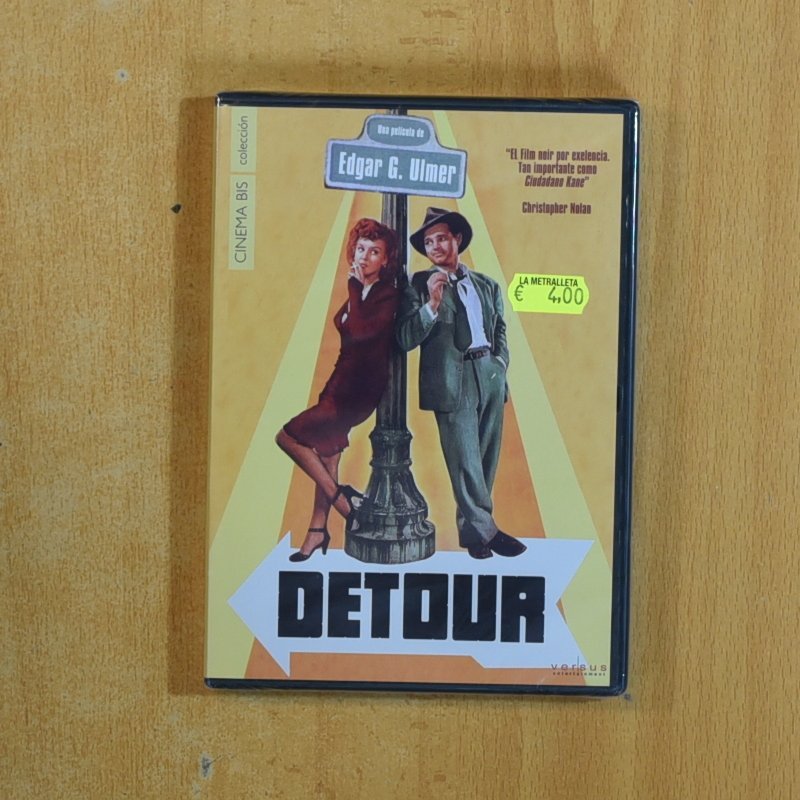 CINEMA BIS colección
Una película de
Edgar G. Ulmer
"El Film noir por exelencia.
Tan importante como
Ciudadano Kane"
Christopher Nolan
LA METRALLETA
€ 4,00
DETOUR
versus
entertainment